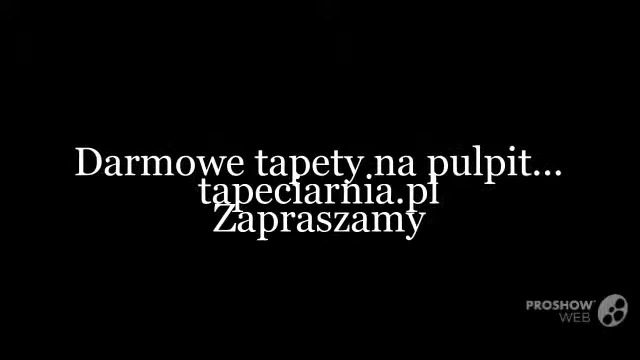 Darmowe tapety na pulpit...
tapeciarnia.pl
Zapraszamy
PROSHOW
WEB